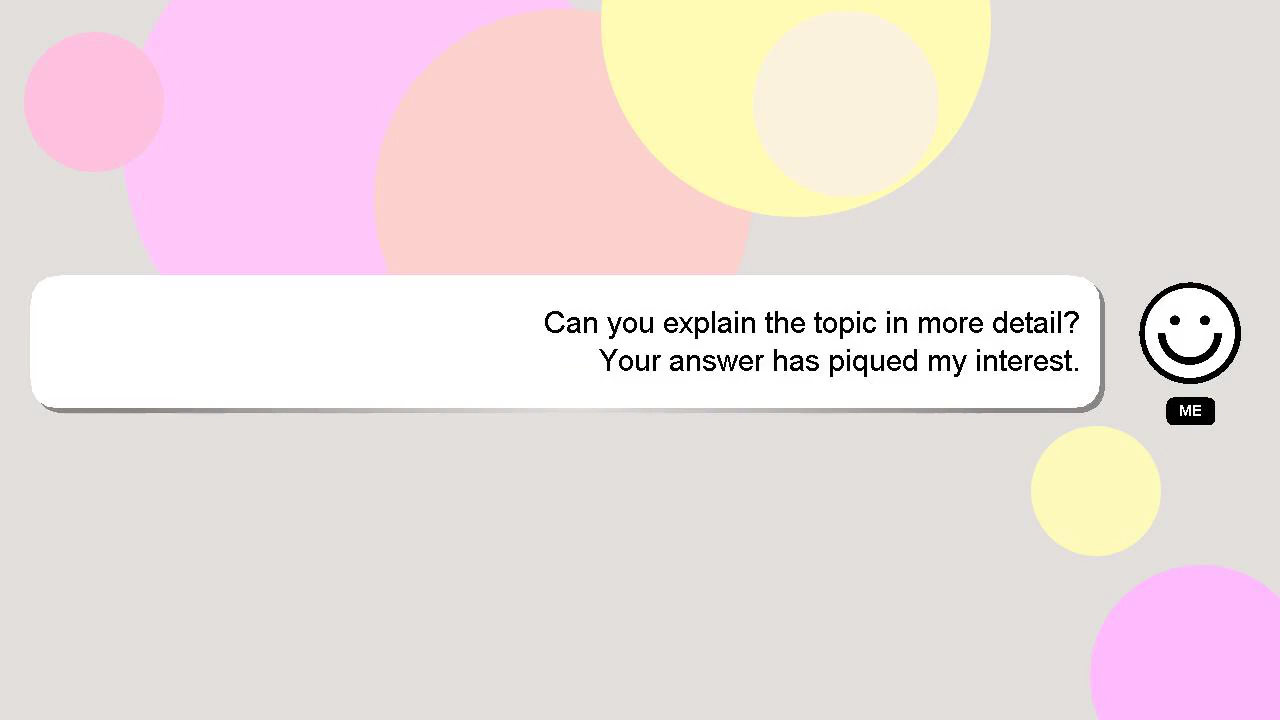 Can you explain the topic in more detail?
Your answer has piqued my interest.
ME